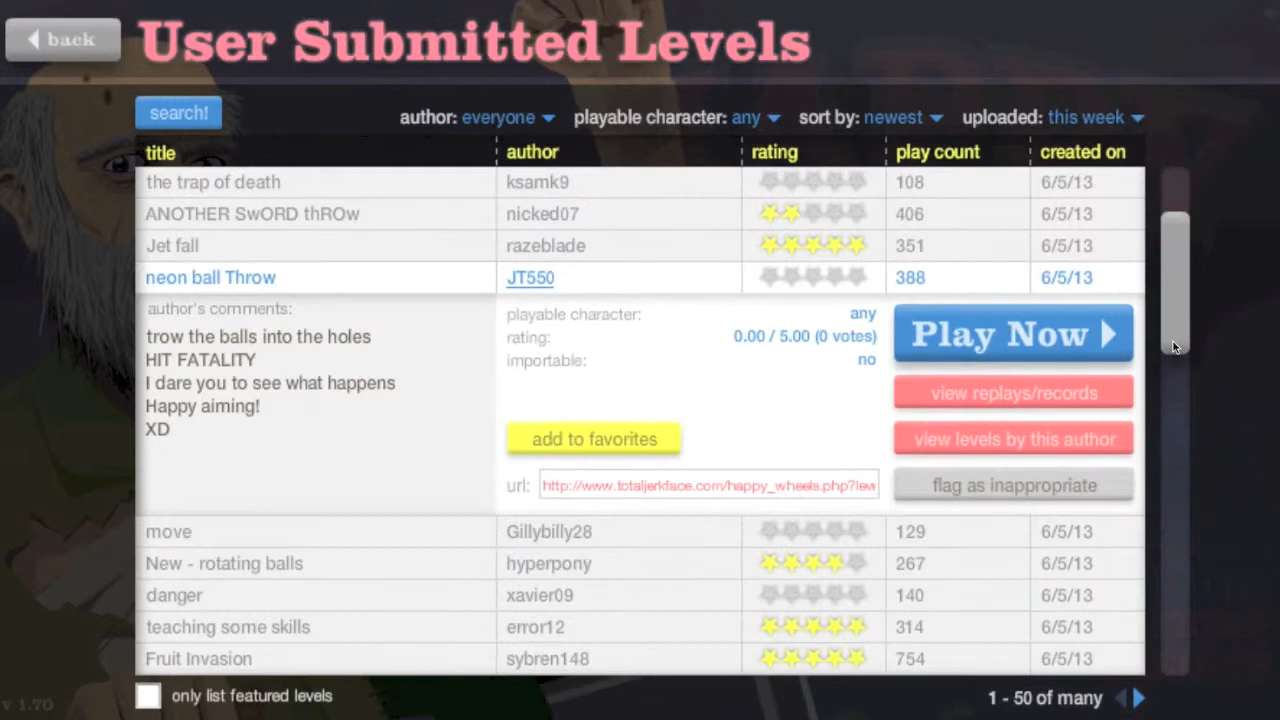 back
User Submitted Levels
search!
author: everyone playable character: any sort by: newest uploaded: this week
title author rating play count created on
the trap of death ksamk9 108 6/5/13
ANOTHER SwORD thROw nicked07 406 6/5/13
Jet fall razeblade 351 6/5/13
neon ball Throw JT550 388 6/5/13
author's comments:
trow the balls into the holes
HIT FATALITY
I dare you to see what happens
Happy aiming!
XD
playable character: any
rating: 0.00 / 5.00 (0 votes)
importable: no
add to favorites
url: http://www.totaljerkface.com/happy_wheels.php?lev
Play Now
view replays/records
view levels by this author
flag as inappropriate
move Gillybilly28 129 6/5/13
New - rotating balls hyperpony 267 6/5/13
danger xavier09 140 6/5/13
teaching some skills error12 314 6/5/13
Fruit Invasion sybren148 754 6/5/13
only list featured levels
1 - 50 of many
v 1.70